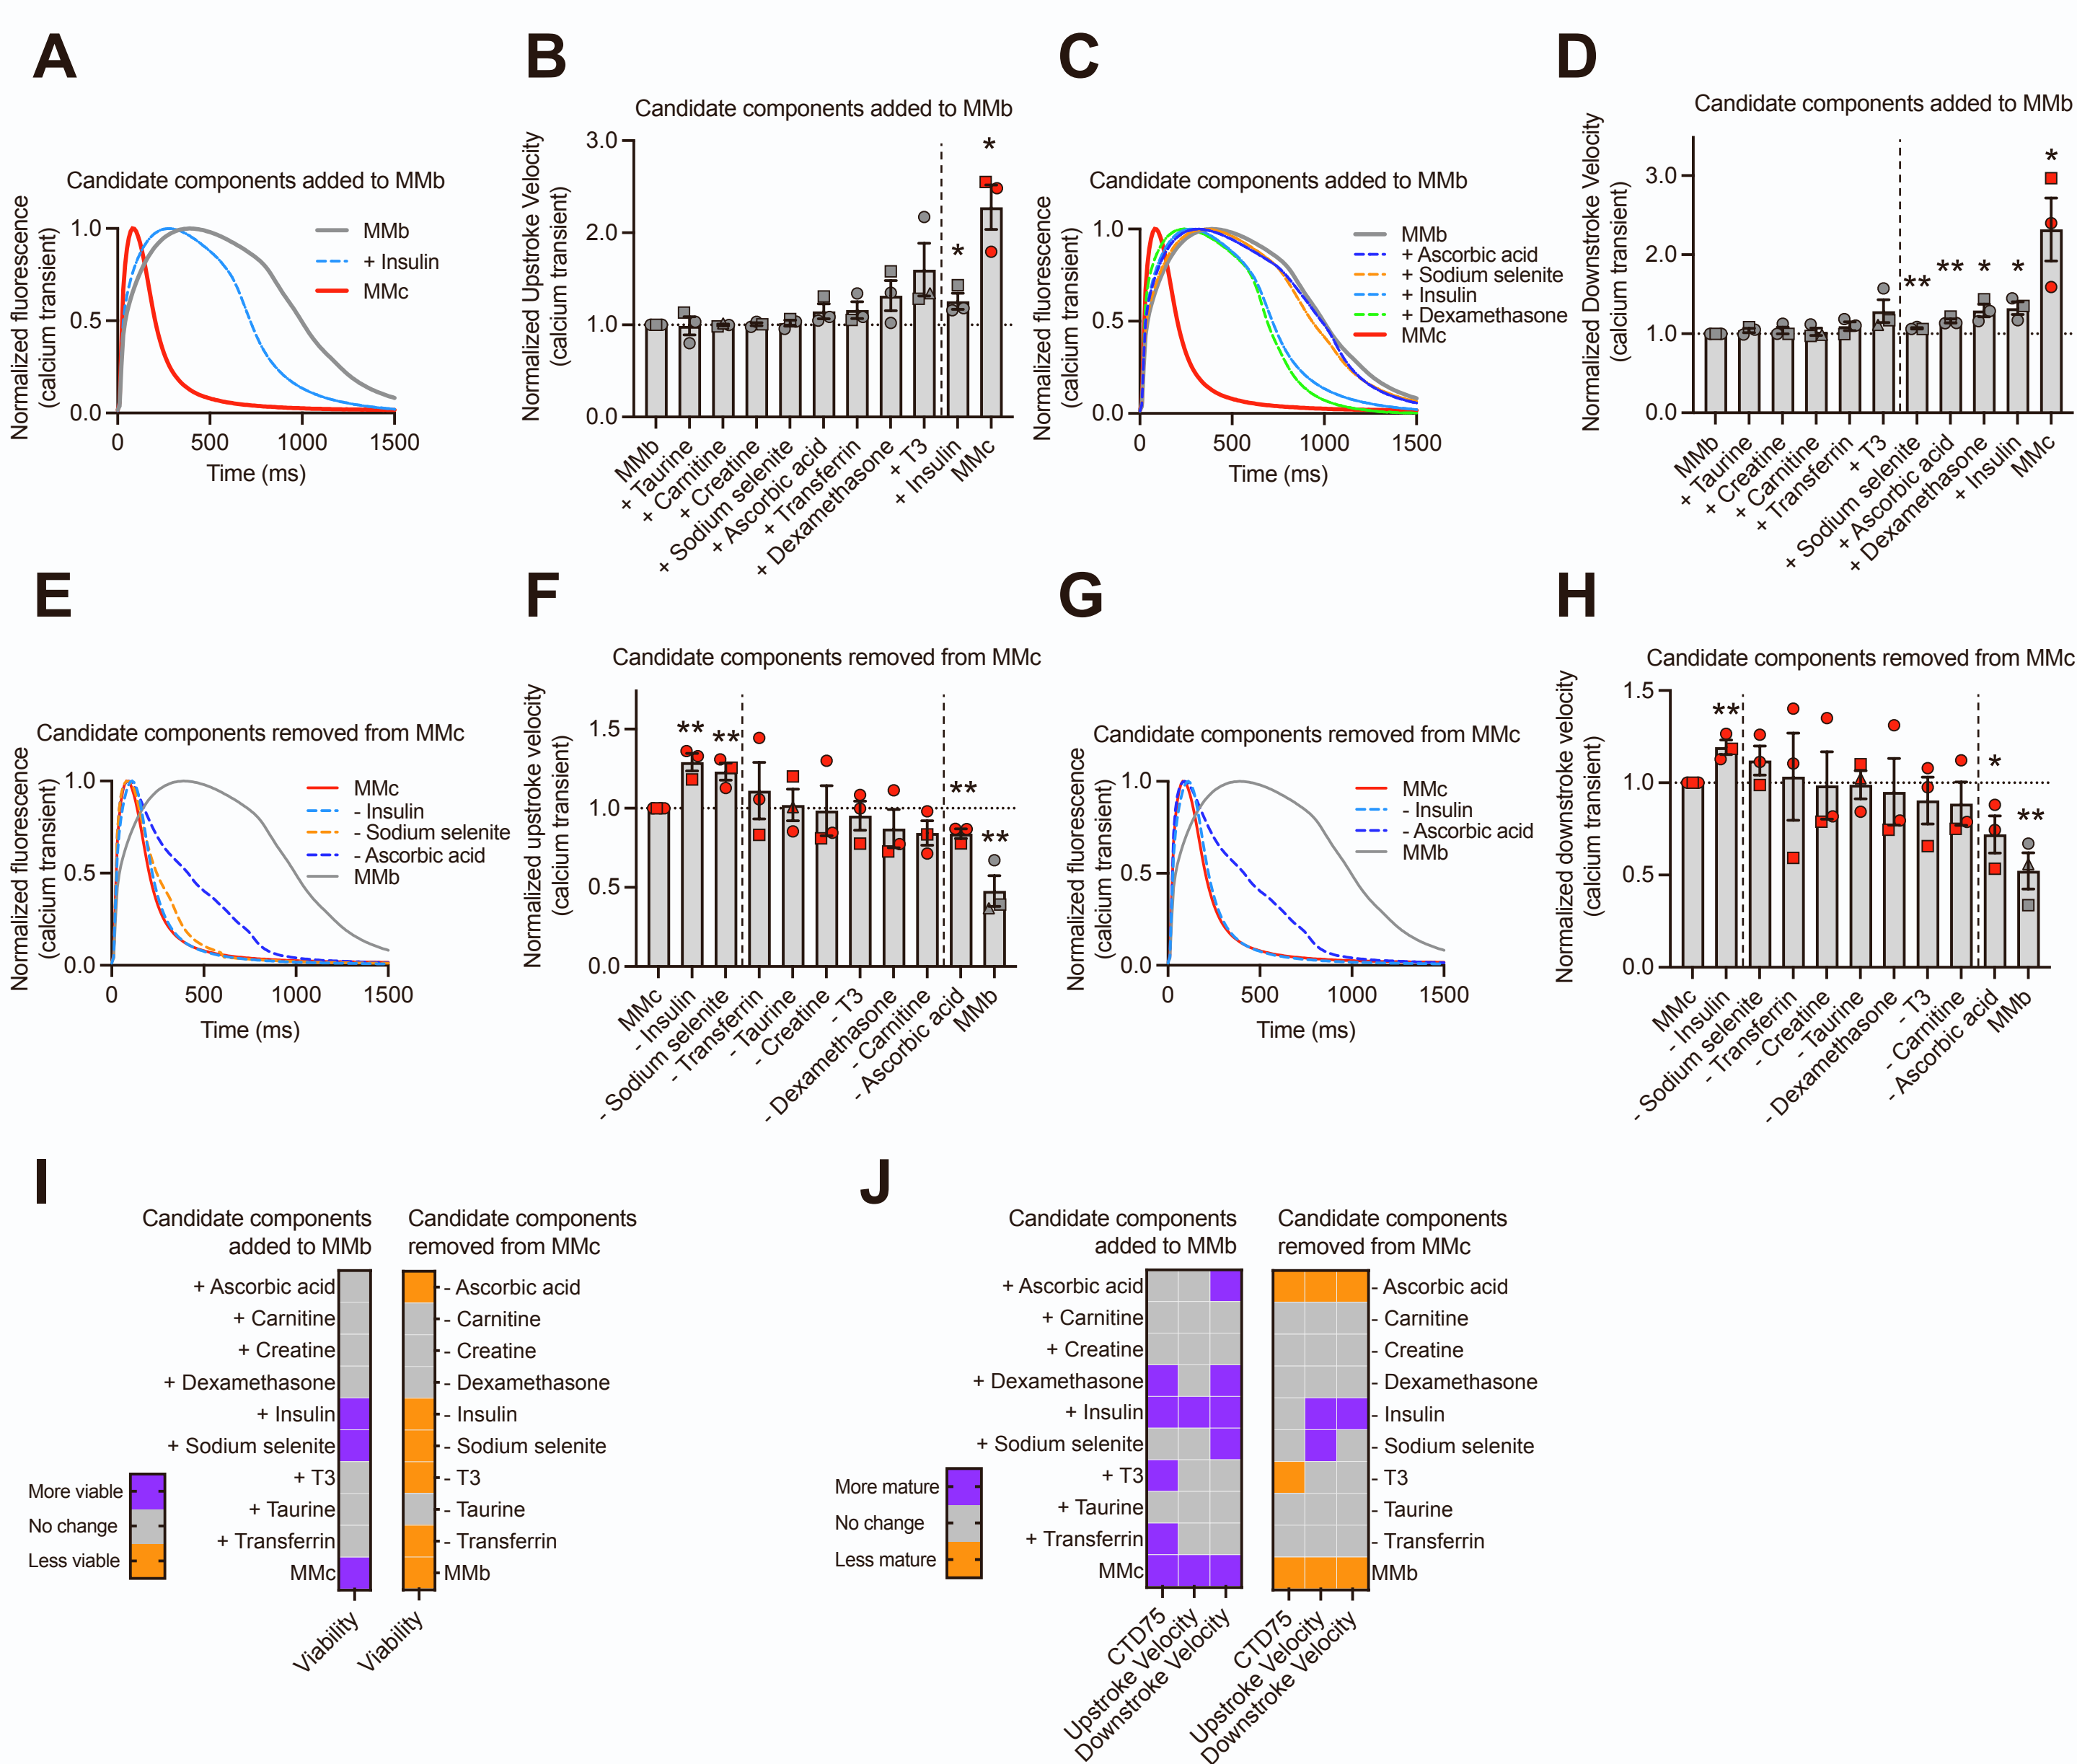 A
Candidate components added to MMb
Normalized fluorescence
(calcium transient)
1.0
0.5
0.0
0
500
1000
1500
Time (ms)
MMb
+ Insulin
MMc
B
Candidate components added to MMb
Normalized Upstroke Velocity
(calcium transient)
3.0
2.0
1.0
0.0
*
*
MMb
+ Taurine
+ Carnitine
+ Creatine
+ Sodium selenite
+ Ascorbic acid
+ Transferrin
+ Dexamethasone
+ T3
+ Insulin
MMc
C
Candidate components added to MMb
Normalized fluorescence
(calcium transient)
1.0
0.5
0.0
0
500
1000
1500
Time (ms)
MMb
+ Ascorbic acid
+ Sodium selenite
+ Insulin
+ Dexamethasone
MMc
D
Candidate components added to MMb
Normalized Downstroke Velocity
(calcium transient)
3.0
2.0
1.0
0.0
**
**
*
*
*
MMb
+ Taurine
+ Creatine
+ Carnitine
+ Transferrin
+ T3
+ Sodium selenite
+ Ascorbic acid
+ Dexamethasone
+ Insulin
MMc
E
Candidate components removed from MMc
Normalized fluorescence
(calcium transient)
1.0
0.5
0.0
0
500
1000
1500
Time (ms)
MMc
- Insulin
- Sodium selenite
- Ascorbic acid
MMb
F
Candidate components removed from MMc
Normalized upstroke velocity
(calcium transient)
1.5
1.0
0.5
0.0
**
**
**
**
MMc
- Insulin
- Sodium selenite
- Transferrin
- Taurine
- Creatine
- T3
- Dexamethasone
- Carnitine
- Ascorbic acid
MMb
G
Candidate components removed from MMc
Normalized fluorescence
(calcium transient)
1.0
0.5
0.0
0
500
1000
1500
Time (ms)
MMc
- Insulin
- Ascorbic acid
MMb
H
Candidate components removed from MMc
Normalized downstroke velocity
(calcium transient)
1.5
1.0
0.5
0.0
**
*
**
MMc
- Insulin
- Sodium selenite
- Transferrin
- Creatine
- Taurine
- Dexamethasone
- T3
- Carnitine
- Ascorbic acid
MMb
I
Candidate components
added to MMb
Candidate components
removed from MMc
+ Ascorbic acid
+ Carnitine
+ Creatine
+ Dexamethasone
+ Insulin
+ Sodium selenite
+ T3
+ Taurine
+ Transferrin
MMc
- Ascorbic acid
- Carnitine
- Creatine
- Dexamethasone
- Insulin
- Sodium selenite
- T3
- Taurine
- Transferrin
MMb
More viable
No change
Less viable
Viability
Viability
J
Candidate components
added to MMb
Candidate components
removed from MMc
+ Ascorbic acid
+ Carnitine
+ Creatine
+ Dexamethasone
+ Insulin
+ Sodium selenite
+ T3
+ Taurine
+ Transferrin
MMc
- Ascorbic acid
- Carnitine
- Creatine
- Dexamethasone
- Insulin
- Sodium selenite
- T3
- Taurine
- Transferrin
MMb
More mature
No change
Less mature
CTD75
Upstroke Velocity
Downstroke Velocity
CTD75
Upstroke Velocity
Downstroke Velocity